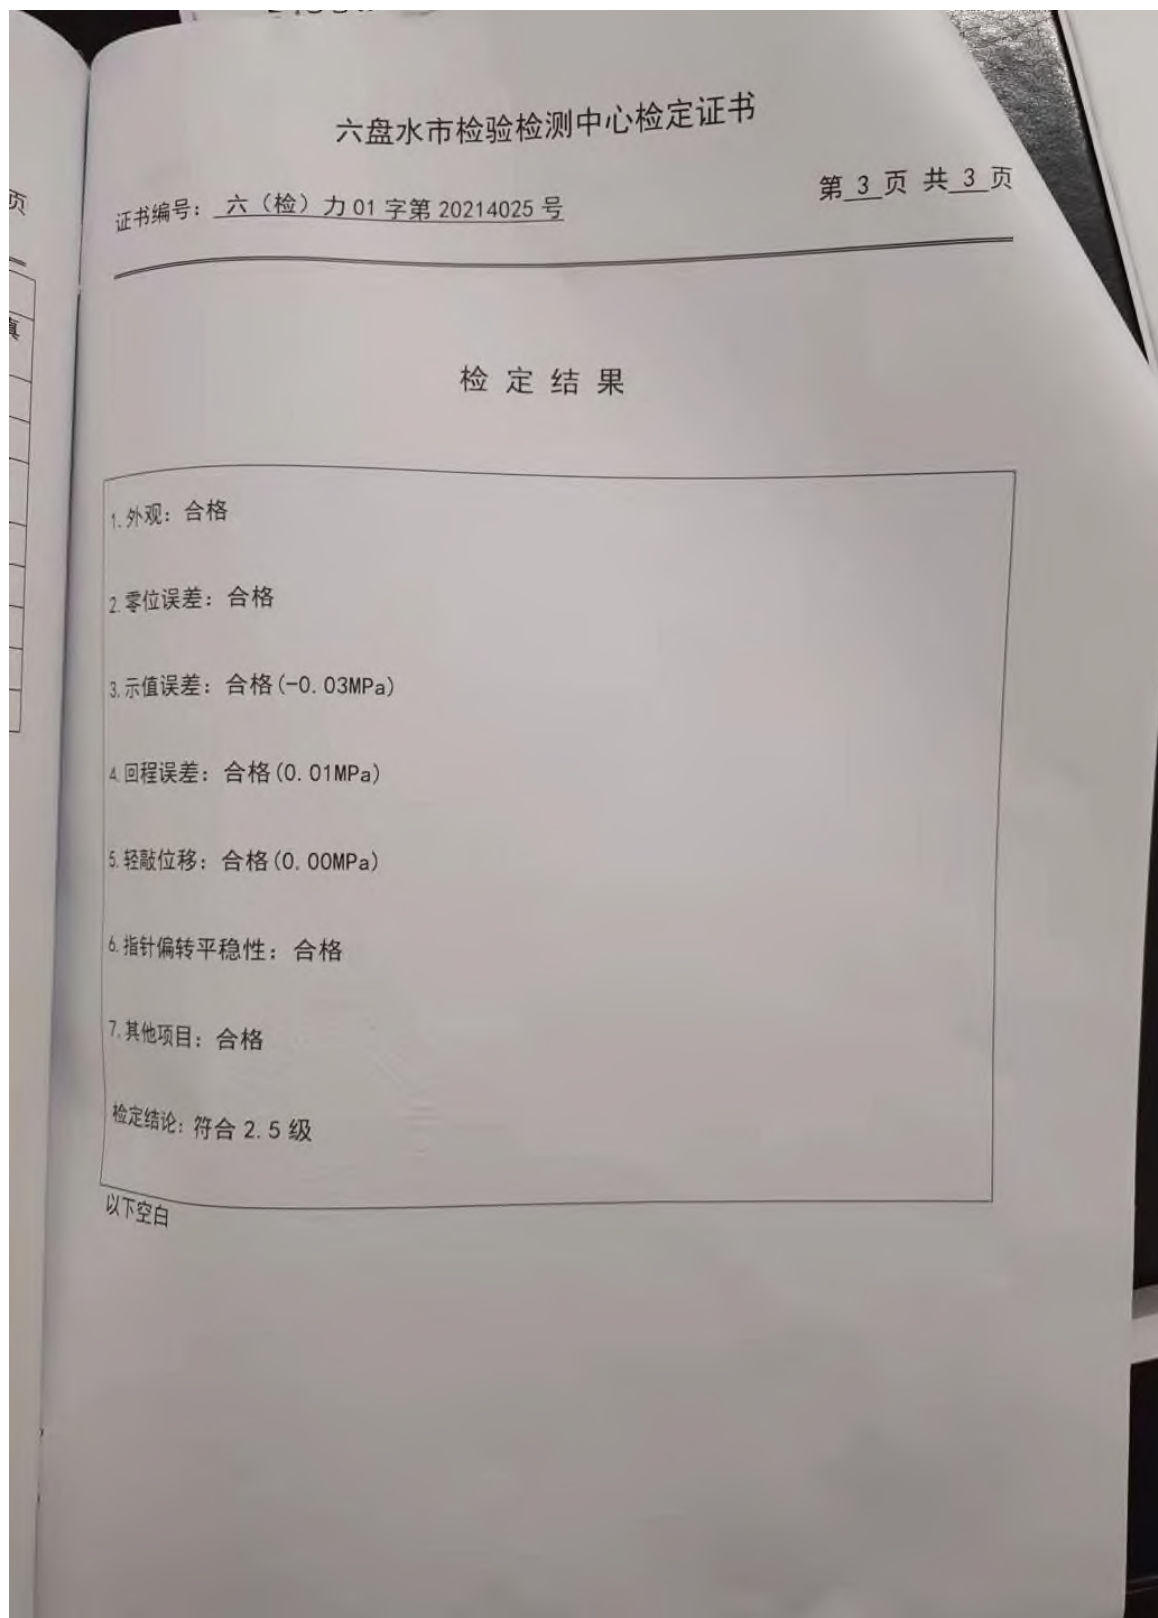 六盘水市检验检测中心检定证书
证书编号：六（检）力01字第20214025号
第 3 页 共 3 页
检 定 结 果
1.外观：合格
2.零位误差：合格
3.示值误差：合格(-0.03MPa)
4.回程误差：合格(0.01MPa)
5.轻敲位移：合格(0.00MPa)
6.指针偏转平稳性：合格
7.其他项目：合格
检定结论：符合 2.5 级
以下空白
页